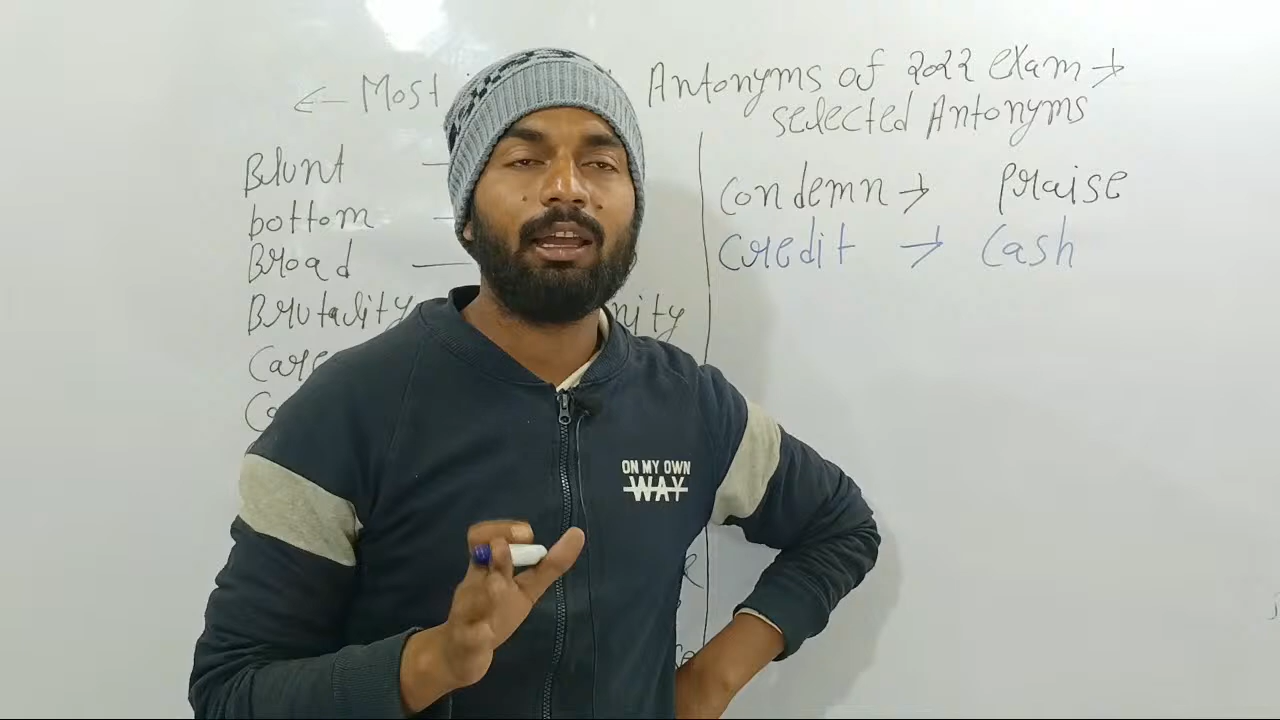 ← Most Antonyms of 2022 exam →
selected Antonyms
Blunt —
bottom —
Broad —
Brutality nity
Care
Condemn → Praise
Credit → Cash
ON MY OWN
WAY